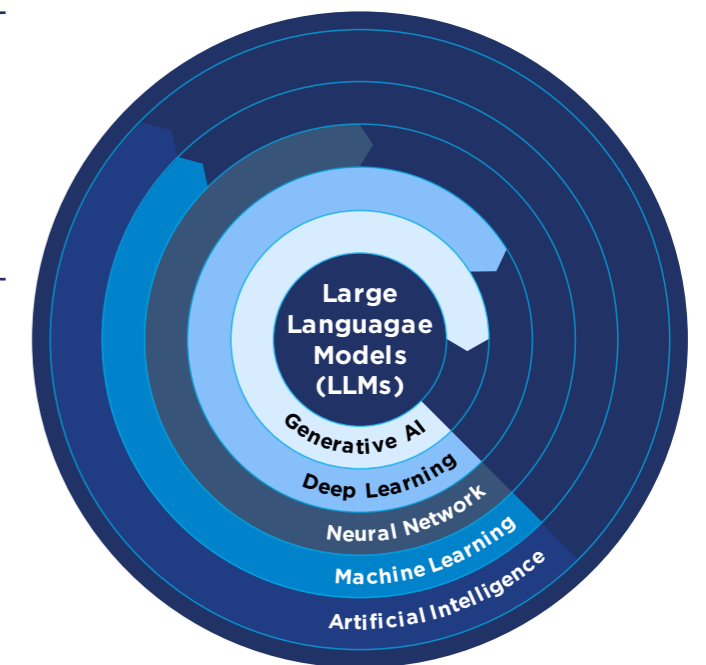 Large
Languagae
Models
(LLMs)
Generative AI
Deep Learning
Neural Network
Machine Learning
Artificial Intelligence